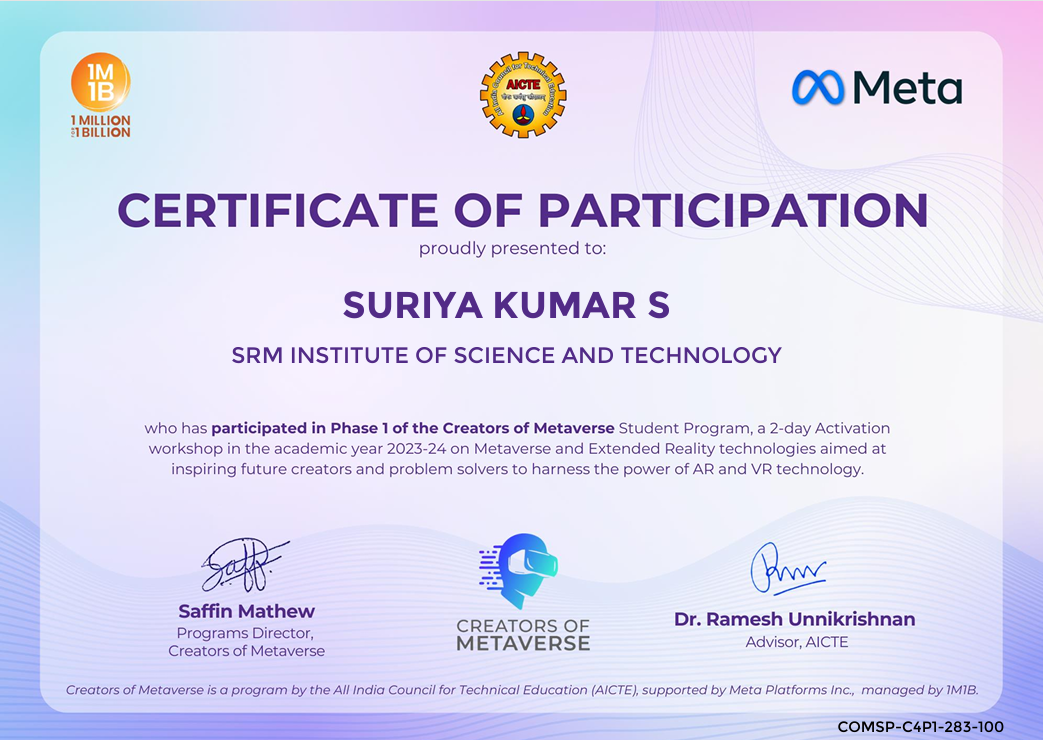 1M
1B
1 MILLION
TO 1 BILLION
All India Council for Technical Education
AICTE
Meta
CERTIFICATE OF PARTICIPATION
proudly presented to:
SURIYA KUMAR S
SRM INSTITUTE OF SCIENCE AND TECHNOLOGY
who has participated in Phase 1 of the Creators of Metaverse Student Program, a 2-day Activation
workshop in the academic year 2023-24 on Metaverse and Extended Reality technologies aimed at
inspiring future creators and problem solvers to harness the power of AR and VR technology.
Saffin Mathew
Programs Director,
Creators of Metaverse
CREATORS OF
METAVERSE
Dr. Ramesh Unnikrishnan
Advisor, AICTE
Creators of Metaverse is a program by the All India Council for Technical Education (AICTE), supported by Meta Platforms Inc., managed by 1M1B.
COMSP-C4P1-283-100